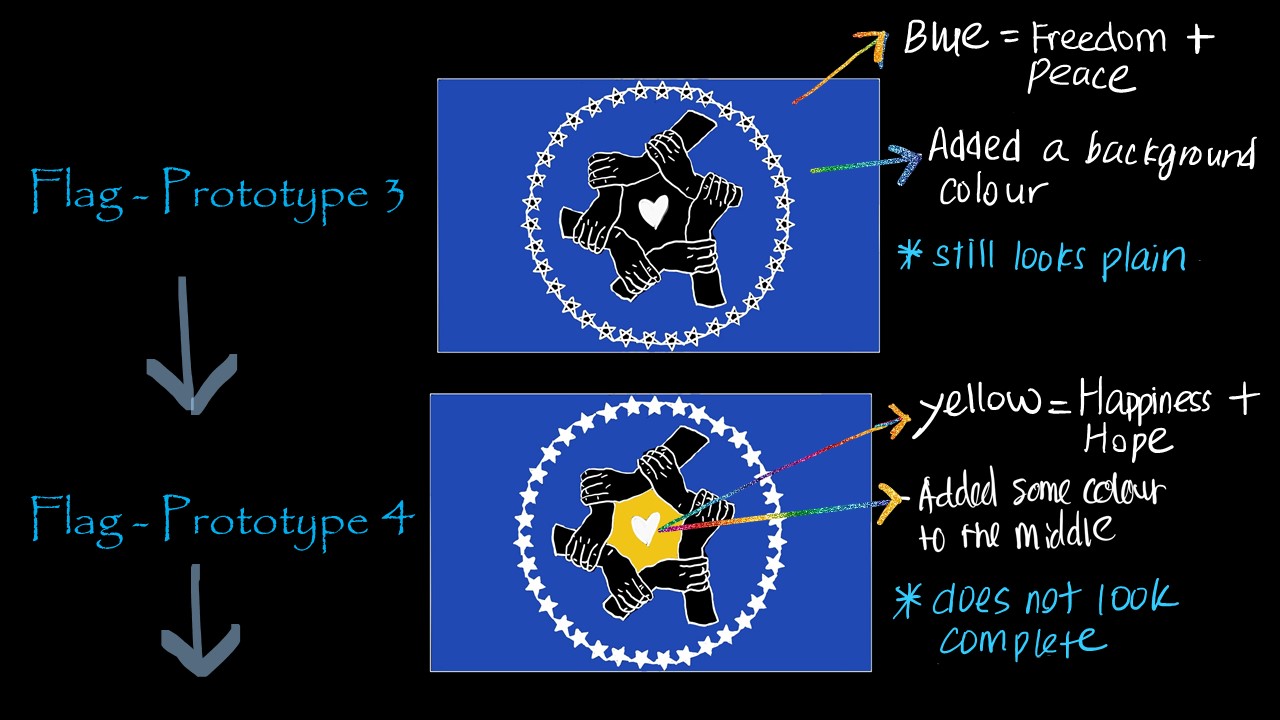 Blue = Freedom +
Peace
Flag - Prototype 3
Added a background
colour
* still looks plain
yellow = Happiness +
Hope
Flag - Prototype 4
- Added some colour
to the middle
* does not look
complete